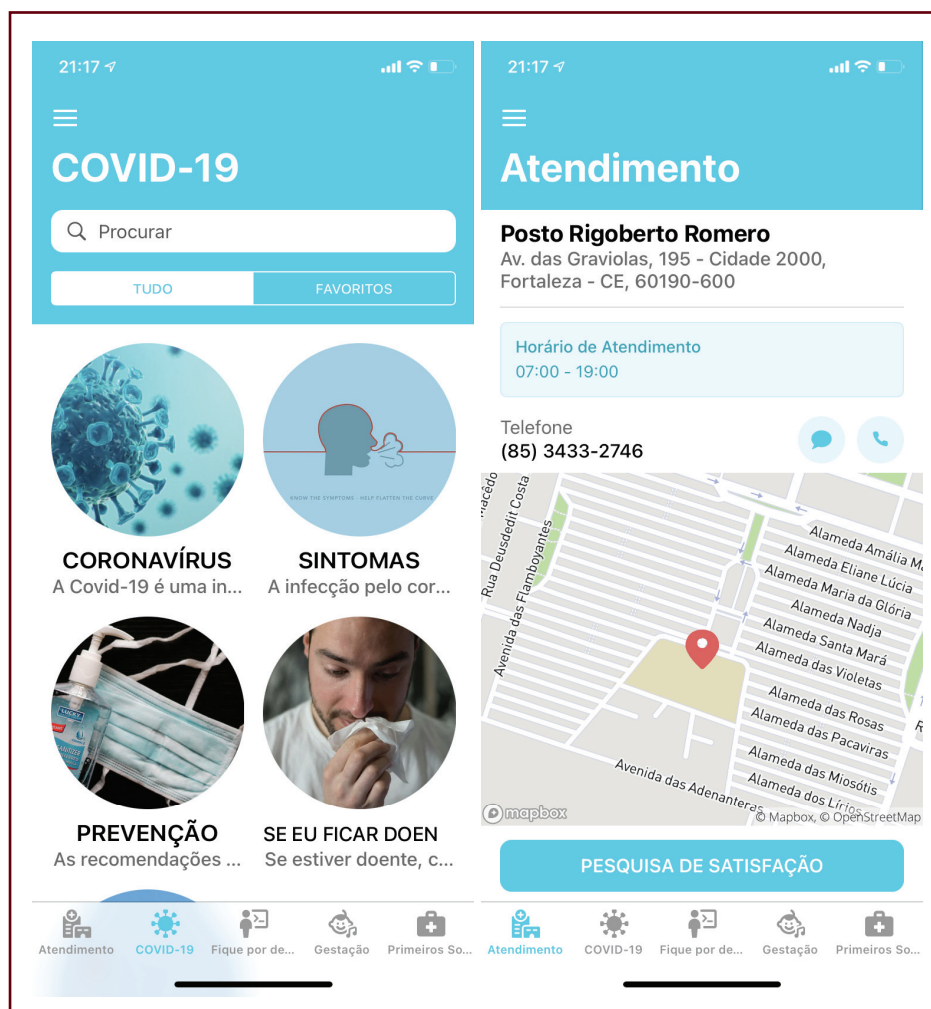 21:17
COVID-19
Procurar
TUDO
FAVORITOS
KNOW THE SYMPTOMS - HELP FLATTEN THE CURVE
CORONAVÍRUS
A Covid-19 é uma in...
SINTOMAS
A infecção pelo cor...
LUCKY
SANITIZER
PREVENÇÃO
As recomendações ...
SE EU FICAR DOEN
Se estiver doente, c...
Atendimento
COVID-19
Fique por de...
Gestação
Primeiros So...
21:17
Atendimento
Posto Rigoberto Romero
Av. das Graviolas, 195 - Cidade 2000,
Fortaleza - CE, 60190-600
Horário de Atendimento
07:00 - 19:00
Telefone
(85) 3433-2746
Macêdo
Rua Deusdedit Costa
Avenida das Flamboyantes
Alameda Amália M
Alameda Eliane Lúcia
Alameda Maria da Glória
Alameda Nadja
Alameda Santa Mará
Alameda das Violetas
Alameda das Rosas
R
Alameda das Pacaviras
Alameda das Miosótis
Alameda dos Lírios
Avenida das Adenanteras
mapbox
© Mapbox, © OpenStreetMap
PESQUISA DE SATISFAÇÃO
Atendimento
COVID-19
Fique por de...
Gestação
Primeiros So...